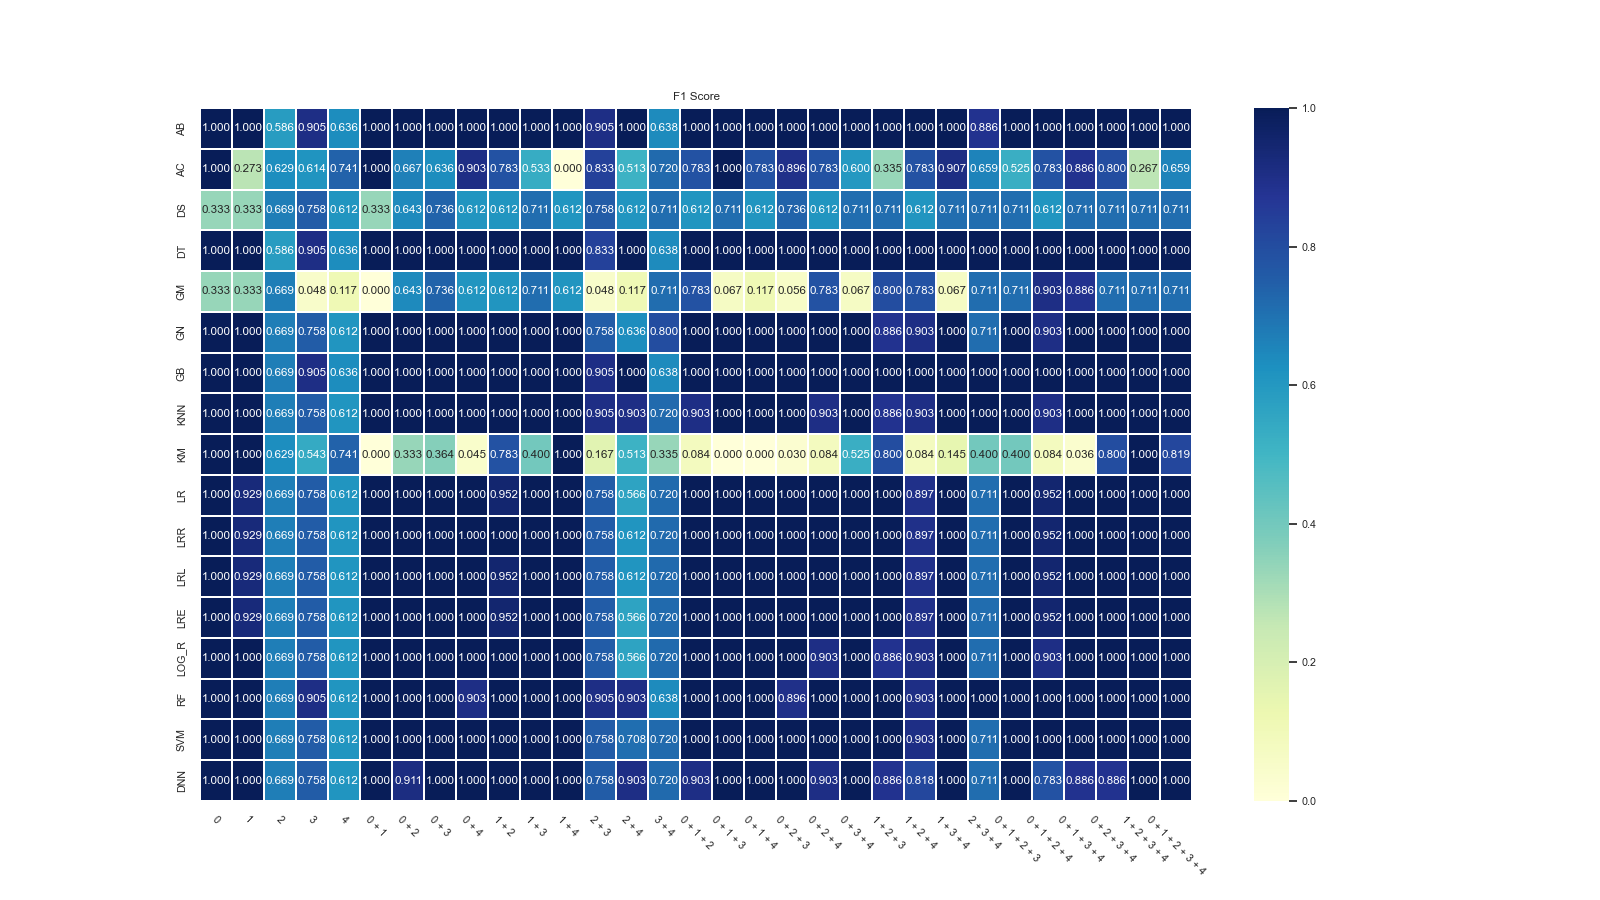 F1 Score
AB 1.000 1.000 0.586 0.905 0.636 1.000 1.000 1.000 1.000 1.000 1.000 1.000 0.905 1.000 0.638 1.000 1.000 1.000 1.000 1.000 1.000 1.000 1.000 1.000 0.886 1.000 1.000 1.000 1.000 1.000 1.000
AC 1.000 0.273 0.629 0.614 0.741 1.000 0.667 0.636 0.903 0.783 0.533 0.000 0.833 0.513 0.720 0.783 1.000 0.783 0.896 0.783 0.600 0.335 0.783 0.907 0.659 0.525 0.783 0.886 0.800 0.267 0.659
DS 0.333 0.333 0.669 0.758 0.612 0.333 0.643 0.736 0.612 0.612 0.711 0.612 0.758 0.612 0.711 0.612 0.711 0.612 0.736 0.612 0.711 0.711 0.612 0.711 0.711 0.711 0.612 0.711 0.711 0.711 0.711
DT 1.000 1.000 0.586 0.905 0.636 1.000 1.000 1.000 1.000 1.000 1.000 1.000 0.833 1.000 0.638 1.000 1.000 1.000 1.000 1.000 1.000 1.000 1.000 1.000 1.000 1.000 1.000 1.000 1.000 1.000 1.000
GM 0.333 0.333 0.669 0.048 0.117 0.000 0.643 0.736 0.612 0.612 0.711 0.612 0.048 0.117 0.711 0.783 0.067 0.117 0.056 0.783 0.067 0.800 0.783 0.067 0.711 0.711 0.903 0.886 0.711 0.711 0.711
GN 1.000 1.000 0.669 0.758 0.612 1.000 1.000 1.000 1.000 1.000 1.000 1.000 0.758 0.636 0.800 1.000 1.000 1.000 1.000 1.000 1.000 0.886 0.903 1.000 0.711 1.000 0.903 1.000 1.000 1.000 1.000
GB 1.000 1.000 0.669 0.905 0.636 1.000 1.000 1.000 1.000 1.000 1.000 1.000 0.905 1.000 0.638 1.000 1.000 1.000 1.000 1.000 1.000 1.000 1.000 1.000 1.000 1.000 1.000 1.000 1.000 1.000 1.000
KNN 1.000 1.000 0.669 0.758 0.612 1.000 1.000 1.000 1.000 1.000 1.000 1.000 0.905 0.903 0.720 0.903 1.000 1.000 1.000 0.903 1.000 0.886 0.903 1.000 1.000 1.000 0.903 1.000 1.000 1.000 1.000
KM 1.000 1.000 0.629 0.543 0.741 0.000 0.333 0.364 0.045 0.783 0.400 1.000 0.167 0.513 0.335 0.084 0.000 0.000 0.030 0.084 0.525 0.800 0.084 0.145 0.400 0.400 0.084 0.036 0.800 1.000 0.819
LR 1.000 0.929 0.669 0.758 0.612 1.000 1.000 1.000 1.000 0.952 1.000 1.000 0.758 0.566 0.720 1.000 1.000 1.000 1.000 1.000 1.000 1.000 0.897 1.000 0.711 1.000 0.952 1.000 1.000 1.000 1.000
LRR 1.000 0.929 0.669 0.758 0.612 1.000 1.000 1.000 1.000 1.000 1.000 1.000 0.758 0.612 0.720 1.000 1.000 1.000 1.000 1.000 1.000 1.000 0.897 1.000 0.711 1.000 0.952 1.000 1.000 1.000 1.000
LRL 1.000 0.929 0.669 0.758 0.612 1.000 1.000 1.000 1.000 0.952 1.000 1.000 0.758 0.612 0.720 1.000 1.000 1.000 1.000 1.000 1.000 1.000 0.897 1.000 0.711 1.000 0.952 1.000 1.000 1.000 1.000
LRE 1.000 0.929 0.669 0.758 0.612 1.000 1.000 1.000 1.000 0.952 1.000 1.000 0.758 0.566 0.720 1.000 1.000 1.000 1.000 1.000 1.000 1.000 0.897 1.000 0.711 1.000 0.952 1.000 1.000 1.000 1.000
LOG_R 1.000 1.000 0.669 0.758 0.612 1.000 1.000 1.000 1.000 1.000 1.000 1.000 0.758 0.566 0.720 1.000 1.000 1.000 1.000 0.903 1.000 0.886 0.903 1.000 0.711 1.000 0.903 1.000 1.000 1.000 1.000
RF 1.000 1.000 0.669 0.905 0.612 1.000 1.000 1.000 0.903 1.000 1.000 1.000 0.905 0.903 0.638 1.000 1.000 1.000 0.896 1.000 1.000 1.000 0.903 1.000 1.000 1.000 1.000 1.000 1.000 1.000 1.000
SVM 1.000 1.000 0.669 0.758 0.612 1.000 1.000 1.000 1.000 1.000 1.000 1.000 0.758 0.708 0.720 1.000 1.000 1.000 1.000 1.000 1.000 1.000 0.903 1.000 0.711 1.000 1.000 1.000 1.000 1.000 1.000
DNN 1.000 1.000 0.669 0.758 0.612 1.000 0.911 1.000 1.000 1.000 1.000 1.000 0.758 0.903 0.720 0.903 1.000 1.000 1.000 0.903 1.000 0.886 0.818 1.000 0.711 1.000 0.783 0.886 0.886 1.000 1.000
0
1
2
3
4
0 + 1
0 + 2
0 + 3
0 + 4
1 + 2
1 + 3
1 + 4
2 + 3
2 + 4
3 + 4
0 + 1 + 2
0 + 1 + 3
0 + 1 + 4
0 + 2 + 3
0 + 2 + 4
0 + 3 + 4
1 + 2 + 3
1 + 2 + 4
1 + 3 + 4
2 + 3 + 4
0 + 1 + 2 + 3
0 + 1 + 2 + 4
0 + 1 + 3 + 4
0 + 2 + 3 + 4
1 + 2 + 3 + 4
0 + 1 + 2 + 3 + 4
1.0
0.8
0.6
0.4
0.2
0.0